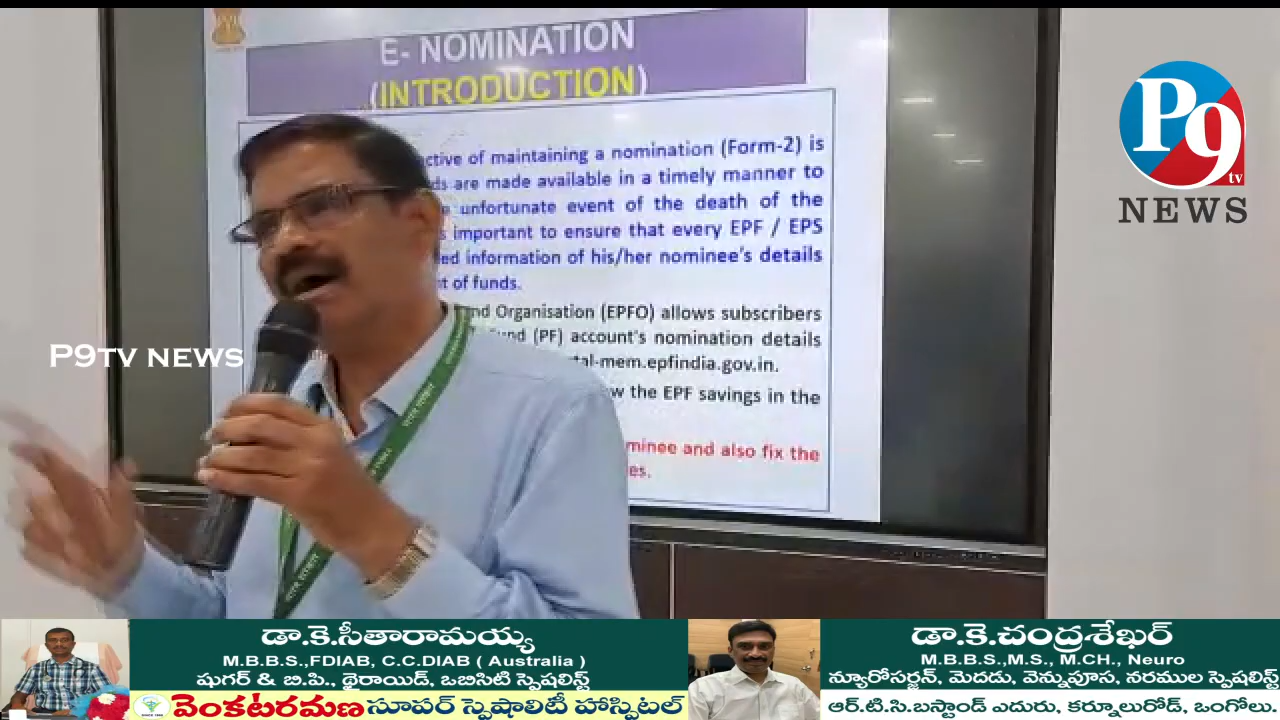 E- NOMINATION
(INTRODUCTION)
ctive of maintaining a nomination (Form-2) is
ds are made available in a timely manner to
unfortunate event of the death of the
s important to ensure that every EPF / EPS
ed information of his/her nominee's details
t of funds.
nd Organisation (EPFO) allows subscribers
und (PF) account's nomination details
tal-mem.epfindia.gov.in.
w the EPF savings in the
minee and also fix the
es.
P9
tv
NEWS
P9TV NEWS
భారత సరకార్
డా.కె.సీతారామయ్య
M.B.B.S.,FDIAB, C.C.DIAB ( Australia )
షుగర్ & బి.పి., థైరాయిడ్, ఒబిసిటి స్పెషలిస్ట్
వెంకటరమణ సూపర్ స్పెషాలిటీ హాస్పిటల్
డా.కె.చంద్రశేఖర్
M.B.B.S.,M.S., M.CH., Neuro
న్యూరోసర్జన్, మెదడు, వెన్నుపూస, నరముల స్పెషలిస్ట్
ఆర్.టి.సి.బస్టాండ్ ఎదురు, కర్నూలురోడ్, ఒంగోలు.